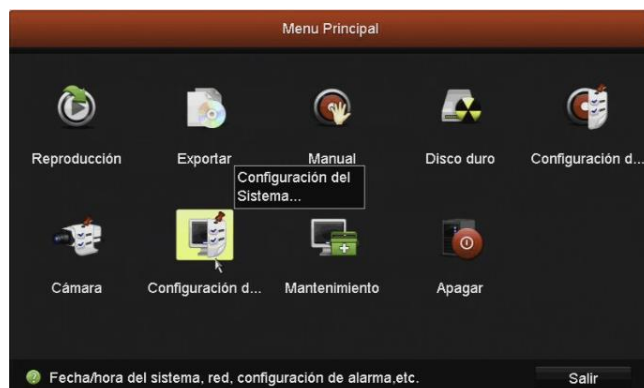 Menu Principal
Reproducción
Exportar
Manual
Disco duro
Configuración d...
Configuración del
Sistema...
Cámara
Configuración d...
Mantenimiento
Apagar
Fecha/hora del sistema, red, configuración de alarma,etc.
Salir